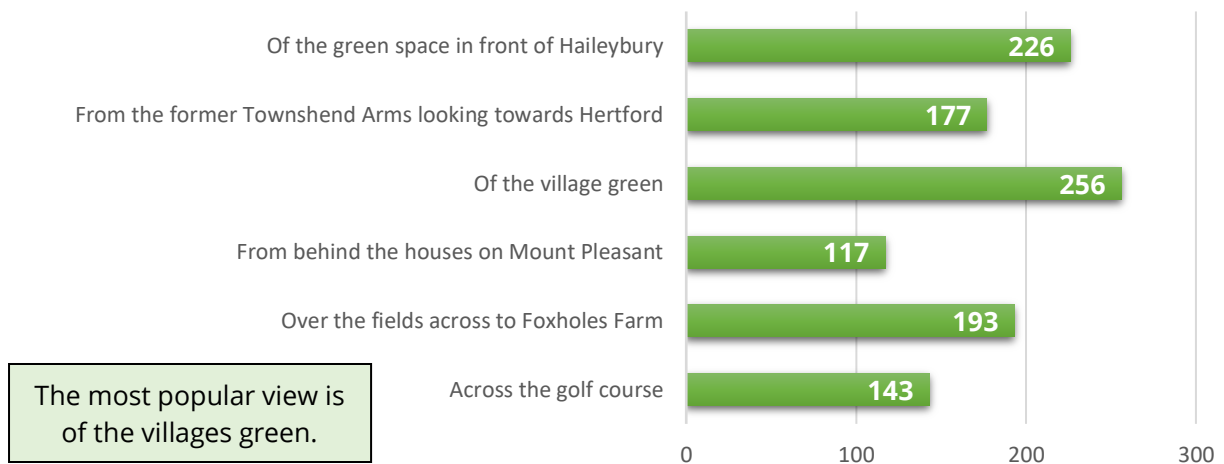 Of the green space in front of Haileybury
226
From the former Townshend Arms looking towards Hertford
177
Of the village green
256
From behind the houses on Mount Pleasant
117
Over the fields across to Foxholes Farm
193
Across the golf course
143
The most popular view is
of the villages green.
0
100
200
300